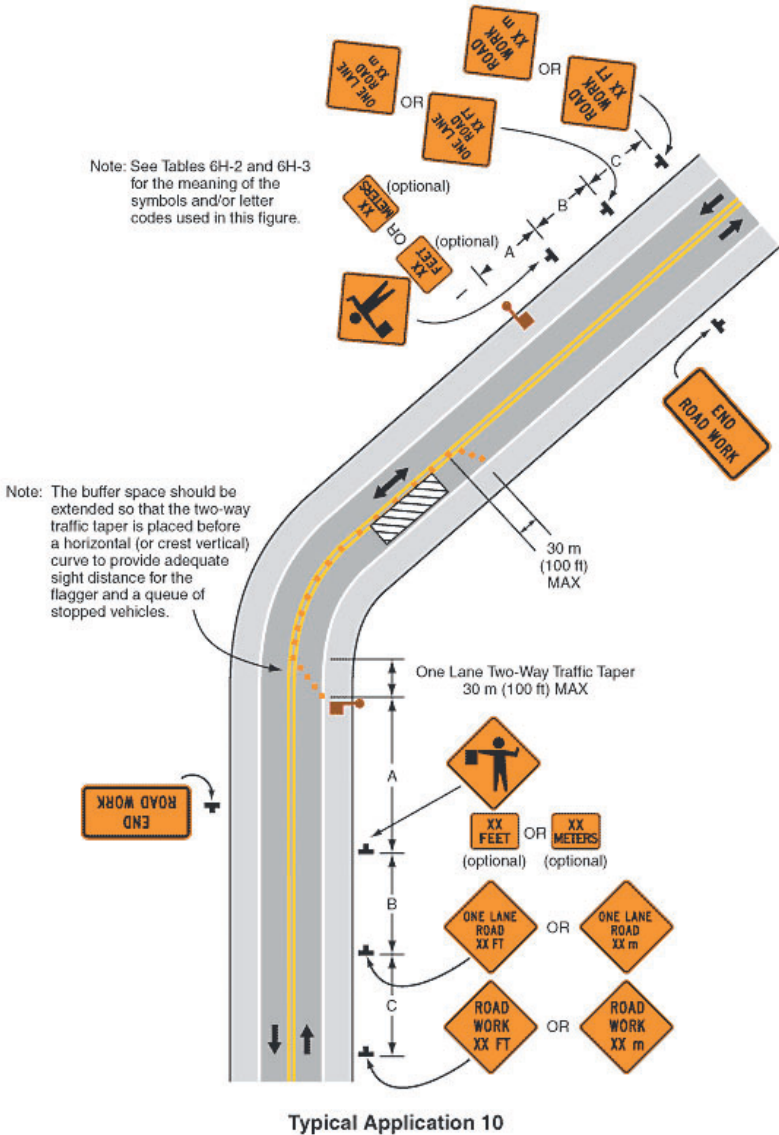 ROAD
WORK
XX m
OR
ROAD
WORK
XX FT
ONE LANE
ROAD
XX m
OR
ONE LANE
ROAD
XX FT
C
B
A
Note: See Tables 6H-2 and 6H-3
for the meaning of the
symbols and/or letter
codes used in this figure.
XX
METERS
(optional)
OR
XX
FEET
(optional)
END
ROAD WORK
Note: The buffer space should be
extended so that the two-way
traffic taper is placed before
a horizontal (or crest vertical)
curve to provide adequate
sight distance for the
flagger and a queue of
stopped vehicles.
30 m
(100 ft)
MAX
One Lane Two-Way Traffic Taper
30 m (100 ft) MAX
A
END
ROAD WORK
XX
FEET
OR
XX
METERS
(optional)
(optional)
B
ONE LANE
ROAD
XX FT
OR
ONE LANE
ROAD
XX m
C
ROAD
WORK
XX FT
OR
ROAD
WORK
XX m
Typical Application 10